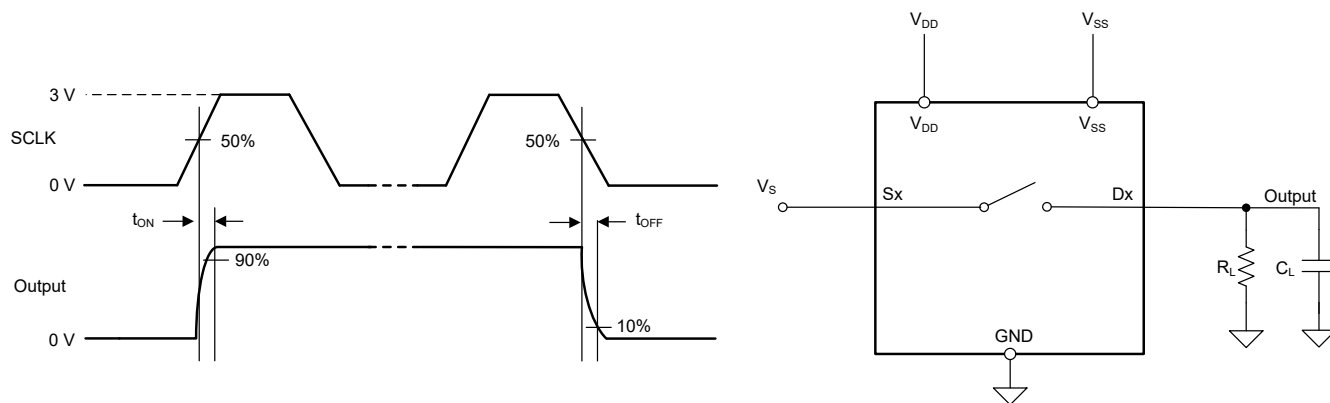 3 V
SCLK
50%
50%
0 V
tON
tOFF
90%
Output
10%
0 V
VDD
VSS
VDD
VSS
VS
Sx
Dx
Output
RL
CL
GND